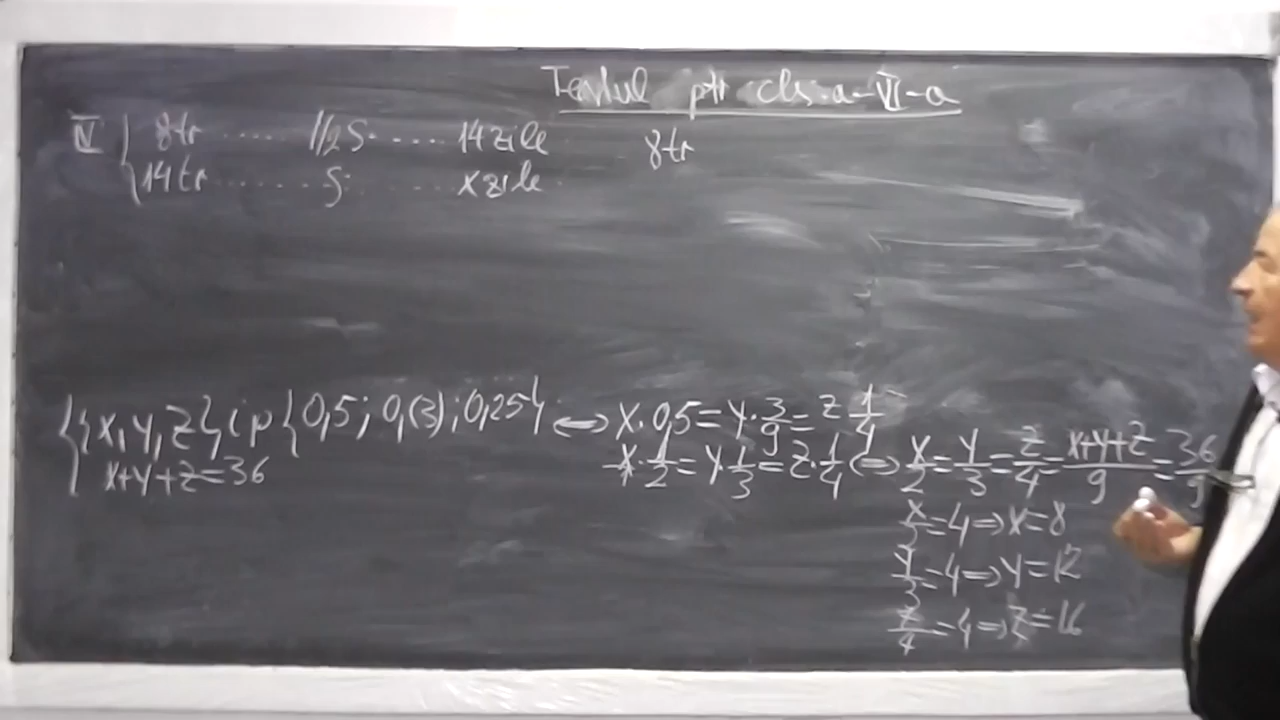 Testul ptr cls. a-VI-a
IV { 8tr ..... 1/2 S ..... 14 zile 8tr
14tr ..... S ..... x zile
{ {x, y, z} ip {0,5 ; 0,(3) ; 0,25} ⟺ x·0,5 = y·3/9 = z·1/4
x+y+z=36
x·1/2 = y·1/3 = z·1/4 ⟺ x/2 = y/3 = z/4 = x+y+z/9 = 36/9
x/2 = 4 ⇒ x = 8
y/3 = 4 ⇒ y = 12
z/4 = 4 ⇒ z = 16